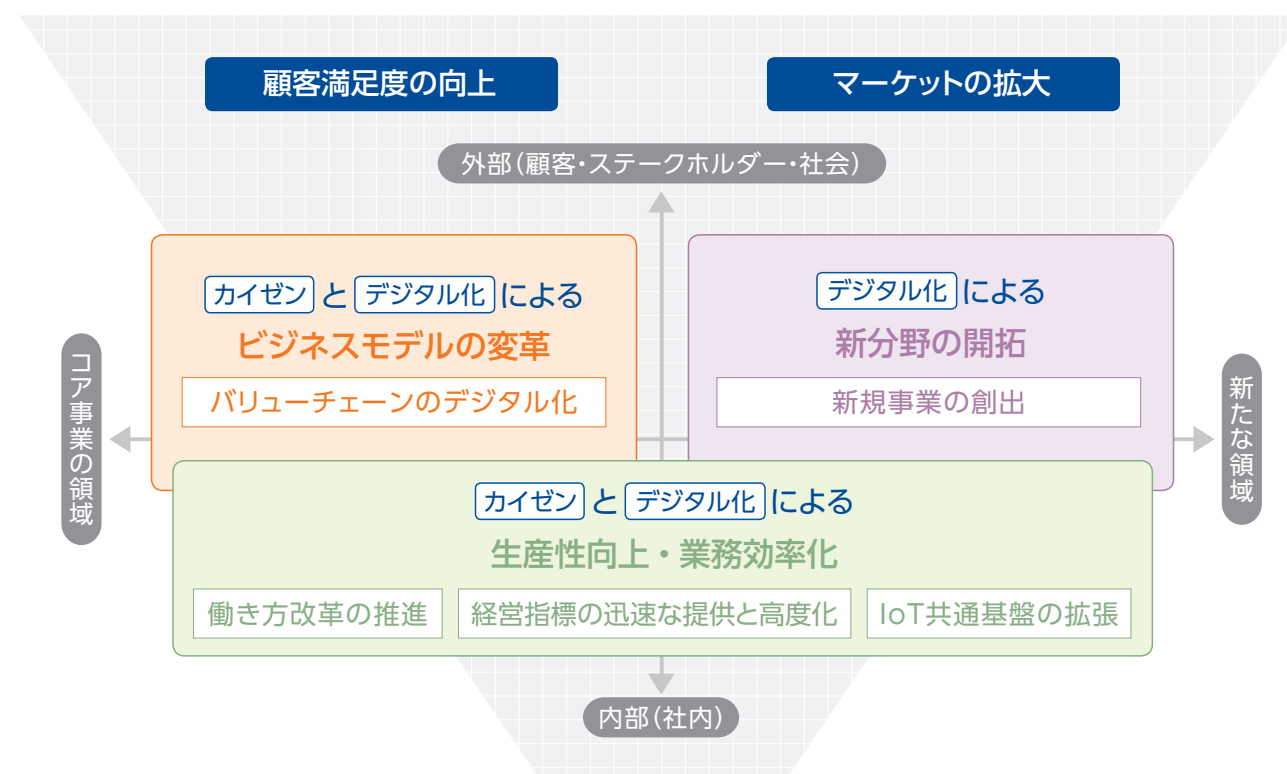 顧客満足度の向上
マーケットの拡大
外部(顧客・ステークホルダー・社会)
カイゼン と デジタル化 による
ビジネスモデルの変革
バリューチェーンのデジタル化
デジタル化 による
新分野の開拓
新規事業の創出
コア事業の領域
新たな領域
カイゼン と デジタル化 による
生産性向上・業務効率化
働き方改革の推進
経営指標の迅速な提供と高度化
IoT共通基盤の拡張
内部(社内)